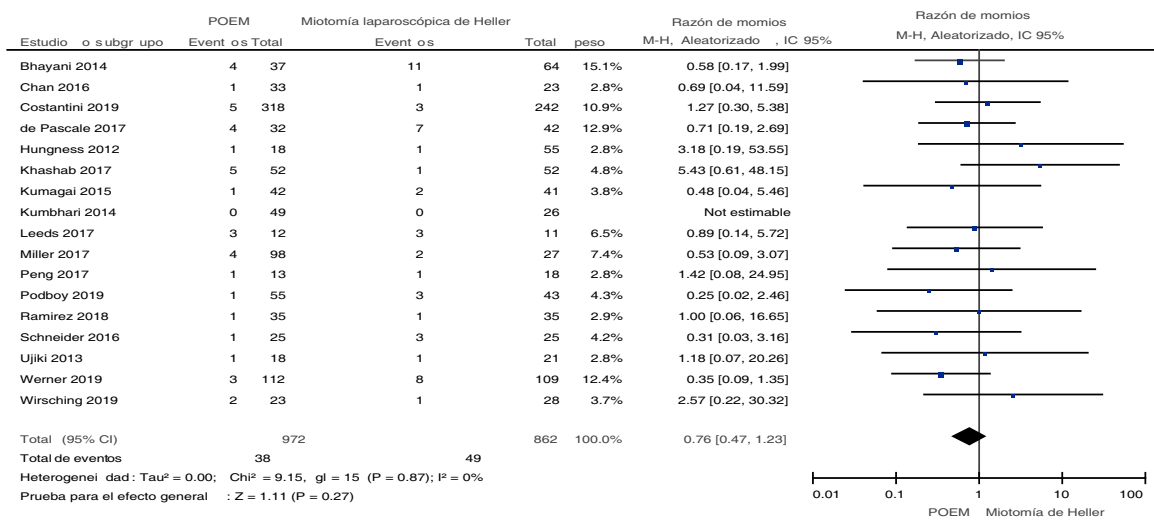 POEM Miotomía laparoscópica de Heller Razón de momios Razón de momios
Estudio o subgrupo Eventos Total Eventos Total peso M-H, Aleatorizado , IC 95% M-H, Aleatorizado, IC 95%
Bhayani 2014 4 37 11 64 15.1% 0.58 [0.17, 1.99]
Chan 2016 1 33 1 23 2.8% 0.69 [0.04, 11.59]
Costantini 2019 5 318 3 242 10.9% 1.27 [0.30, 5.38]
de Pascale 2017 4 32 7 42 12.9% 0.71 [0.19, 2.69]
Hungness 2012 1 18 1 55 2.8% 3.18 [0.19, 53.55]
Khashab 2017 5 52 1 52 4.8% 5.43 [0.61, 48.15]
Kumagai 2015 1 42 2 41 3.8% 0.48 [0.04, 5.46]
Kumbhari 2014 0 49 0 26 Not estimable
Leeds 2017 3 12 3 11 6.5% 0.89 [0.14, 5.72]
Miller 2017 4 98 2 27 7.4% 0.53 [0.09, 3.07]
Peng 2017 1 13 1 18 2.8% 1.42 [0.08, 24.95]
Podboy 2019 1 55 3 43 4.3% 0.25 [0.02, 2.46]
Ramirez 2018 1 35 1 35 2.9% 1.00 [0.06, 16.65]
Schneider 2016 1 25 3 25 4.2% 0.31 [0.03, 3.16]
Ujiki 2013 1 18 1 21 2.8% 1.18 [0.07, 20.26]
Werner 2019 3 112 8 109 12.4% 0.35 [0.09, 1.35]
Wirsching 2019 2 23 1 28 3.7% 2.57 [0.22, 30.32]
Total (95% CI) 972 862 100.0% 0.76 [0.47, 1.23]
Total de eventos 38 49
Heterogenei dad: Tau² = 0.00; Chi² = 9.15, gl = 15 (P = 0.87); I² = 0%
Prueba para el efecto general : Z = 1.11 (P = 0.27)
0.01 0.1 1 10 100
POEM Miotomía de Heller